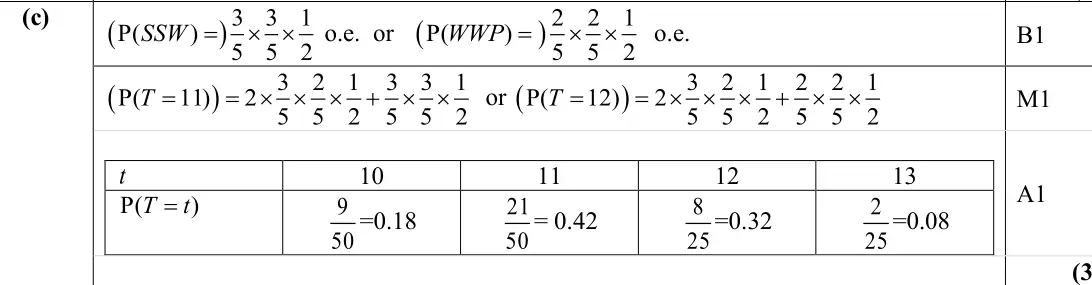 (c) (P(SSW) =) 3/5 × 3/5 × 1/2 o.e. or (P(WWP) =) 2/5 × 2/5 × 1/2 o.e. B1
(P(T = 11)) = 2 × 3/5 × 2/5 × 1/2 + 3/5 × 3/5 × 1/2 or (P(T = 12)) = 2 × 3/5 × 2/5 × 1/2 + 2/5 × 2/5 × 1/2 M1
t 10 11 12 13
P(T = t) 9/50 =0.18 21/50 = 0.42 8/25 =0.32 2/25 =0.08 A1
(3